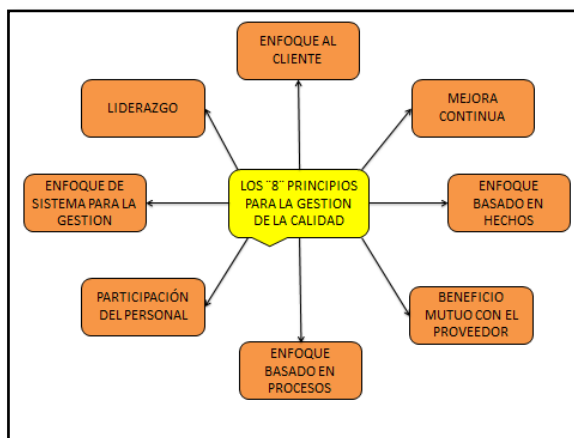 ENFOQUE AL
CLIENTE
LIDERAZGO
MEJORA
CONTINUA
ENFOQUE DE
SISTEMA PARA LA
GESTION
LOS ¨8¨ PRINCIPIOS
PARA LA GESTION
DE LA CALIDAD
ENFOQUE
BASADO EN
HECHOS
PARTICIPACIÓN
DEL PERSONAL
BENEFICIO
MUTUO CON EL
PROVEEDOR
ENFOQUE
BASADO EN
PROCESOS